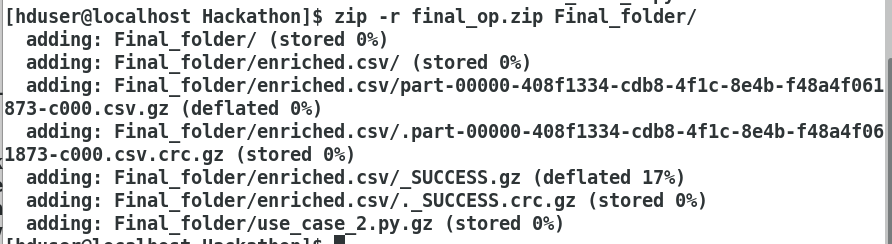 [hduser@localhost Hackathon]$ zip -r final_op.zip Final_folder/
  adding: Final_folder/ (stored 0%)
  adding: Final_folder/enriched.csv/ (stored 0%)
  adding: Final_folder/enriched.csv/part-00000-408f1334-cdb8-4f1c-8e4b-f48a4f061
873-c000.csv.gz (deflated 0%)
  adding: Final_folder/enriched.csv/.part-00000-408f1334-cdb8-4f1c-8e4b-f48a4f06
1873-c000.csv.crc.gz (stored 0%)
  adding: Final_folder/enriched.csv/_SUCCESS.gz (deflated 17%)
  adding: Final_folder/enriched.csv/._SUCCESS.crc.gz (stored 0%)
  adding: Final_folder/use_case_2.py.gz (stored 0%)
[hduser@localhost Hackathon]$